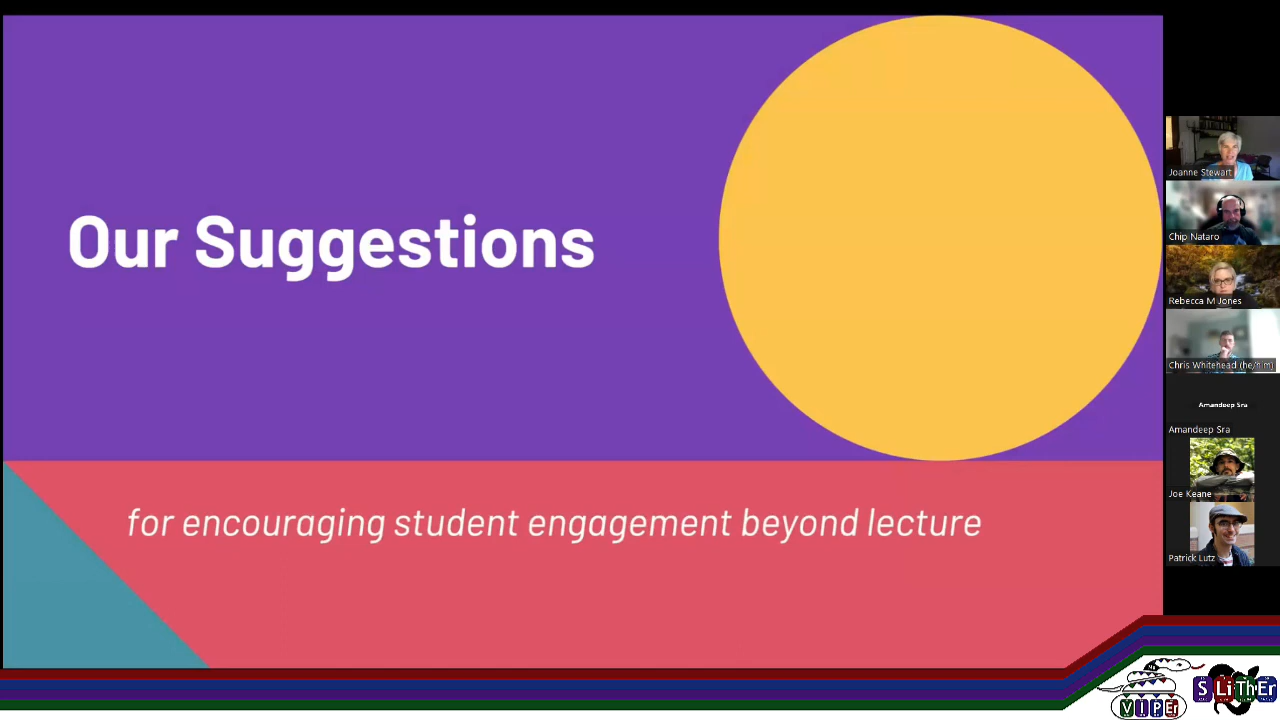 Our Suggestions
for encouraging student engagement beyond lecture
Joanne Stewart
Chip Nataro
Rebecca M Jones
Chris Whitehead (he/him)
Amandeep Sra
Amandeep Sra
Joe Keane
Patrick Lutz
VIPEr
SLiThEr